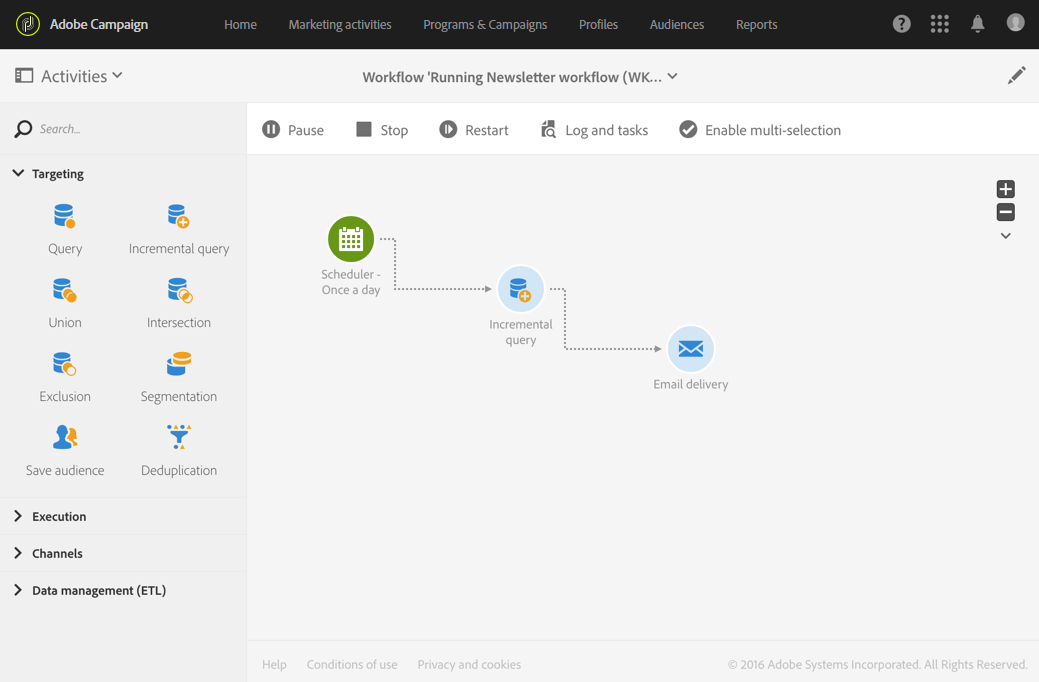 Adobe Campaign
Home
Marketing activities
Programs & Campaigns
Profiles
Audiences
Reports
Activities
Workflow 'Running Newsletter workflow (WK...
Search...
Pause
Stop
Restart
Log and tasks
Enable multi-selection
Targeting
Query
Incremental query
Union
Intersection
Exclusion
Segmentation
Save audience
Deduplication
Execution
Channels
Data management (ETL)
Scheduler -
Once a day
Incremental
query
Email delivery
Help
Conditions of use
Privacy and cookies
© 2016 Adobe Systems Incorporated. All Rights Reserved.